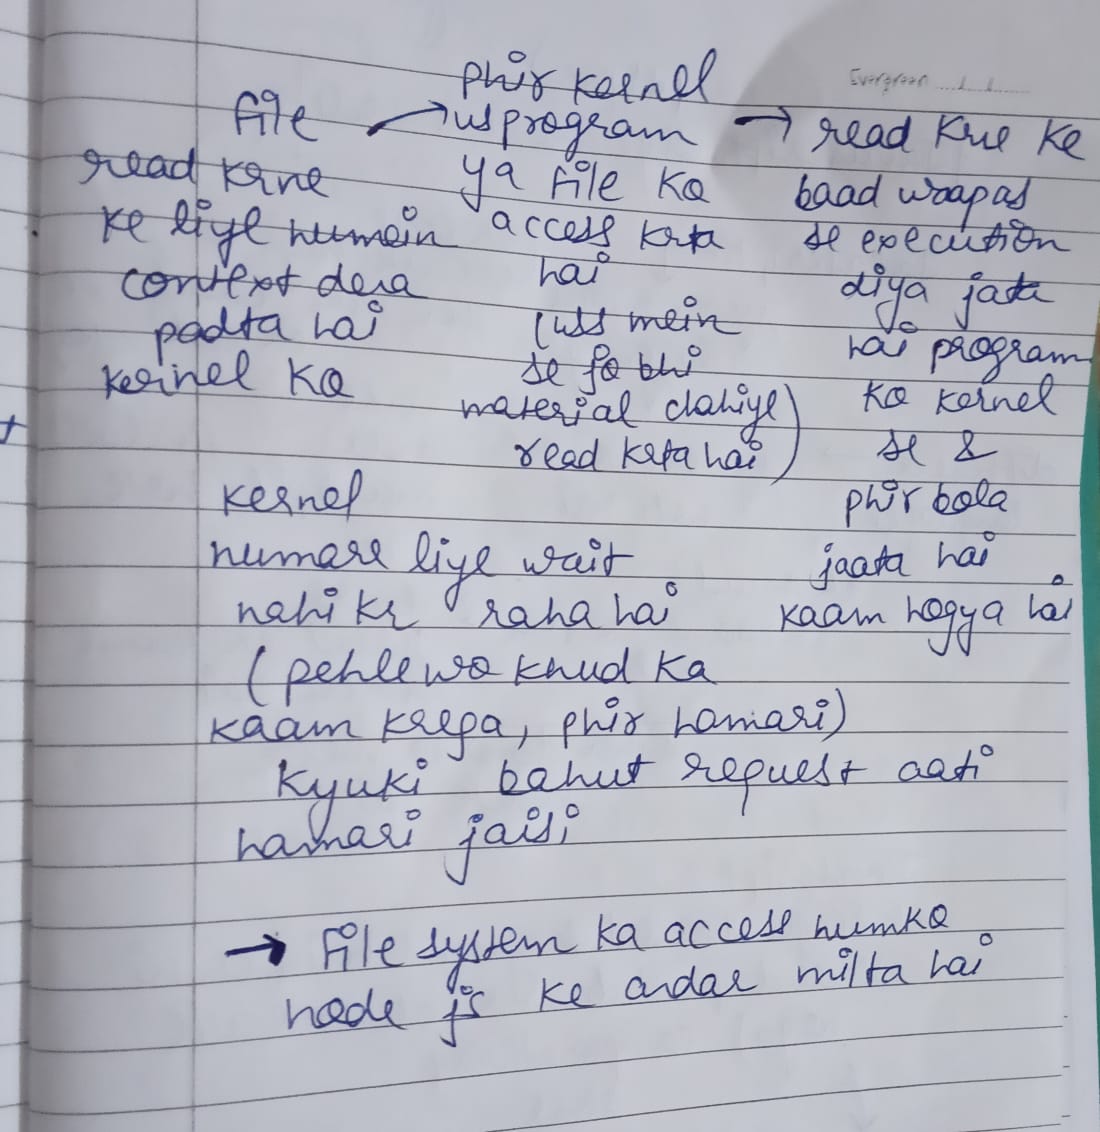 Evergreen
File
read krne
ke liye humein
context dena
padta hai
kernel ko
→ phir kernel
us program
ya file ko
access krta
hai
(uss mein
se jo bhi
material chahiye
read krta hai)
→ read krne ke
baad waapas
se execution
diya jata
hai program
ko kernel
se &
phir bola
jaata hai
kaam hogya hai
kernel
humare liye wait
nahi kr raha hai
(pehle wo khud ka
kaam krega, phir hamari)
kyuki bahut request aati
hamari jaisi
→ File system ka access humko
node js ke andar milta hai